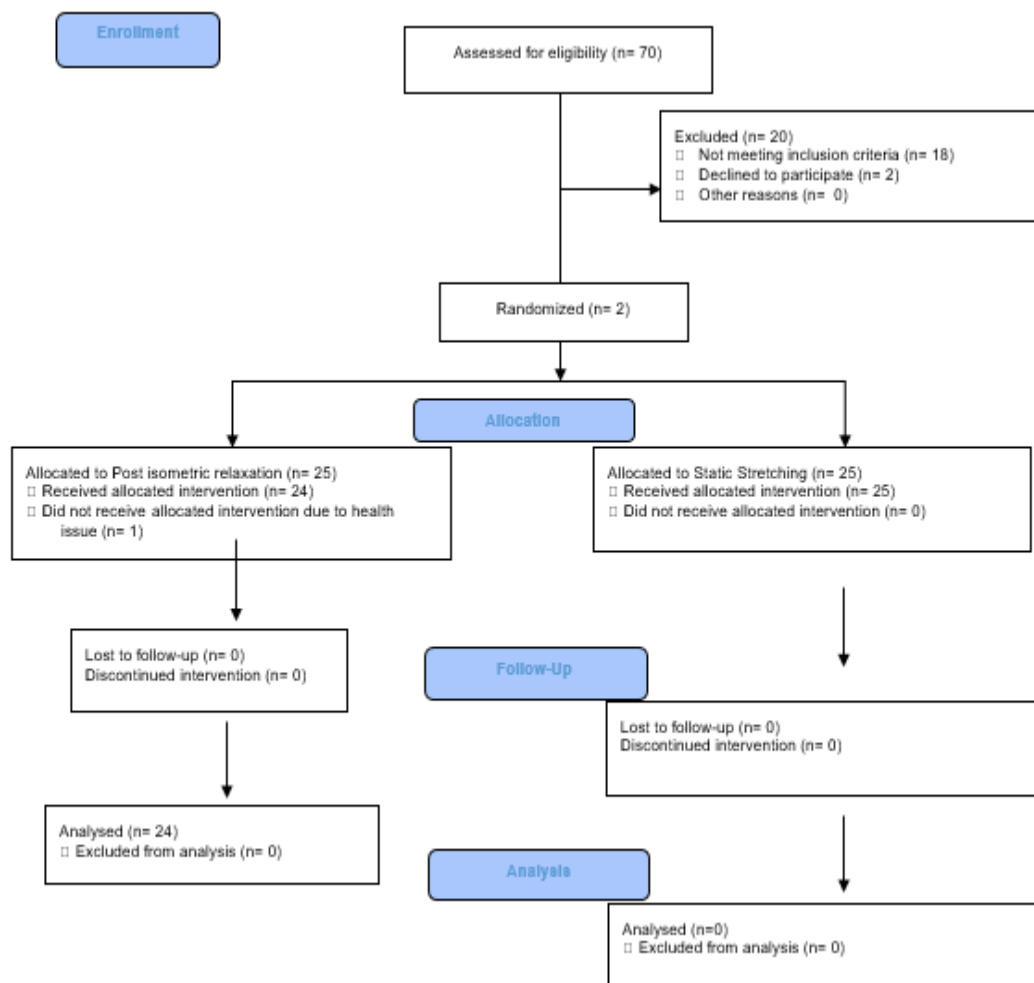 Enrollment
Assessed for eligibility (n= 70)
Excluded (n= 20)
Not meeting inclusion criteria (n= 18)
Declined to participate (n= 2)
Other reasons (n= 0)
Randomized (n= 2)
Allocation
Allocated to Post isometric relaxation (n= 25)
Received allocated intervention (n= 24)
Did not receive allocated intervention due to health
issue (n= 1)
Allocated to Static Stretching (n= 25)
Received allocated intervention (n= 25)
Did not receive allocated intervention (n= 0)
Lost to follow-up (n= 0)
Discontinued intervention (n= 0)
Follow-Up
Lost to follow-up (n= 0)
Discontinued intervention (n= 0)
Analysed (n= 24)
Excluded from analysis (n= 0)
Analysis
Analysed (n=0)
Excluded from analysis (n= 0)